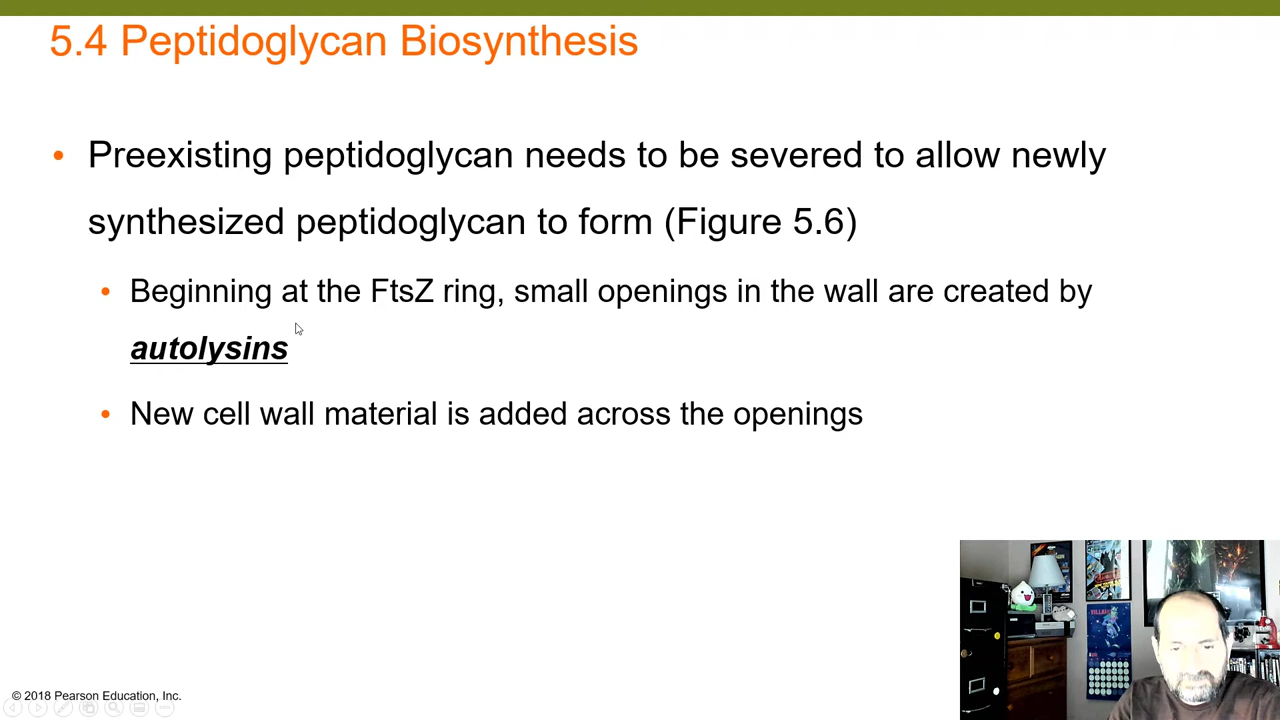 5.4 Peptidoglycan Biosynthesis
• Preexisting peptidoglycan needs to be severed to allow newly
synthesized peptidoglycan to form (Figure 5.6)
• Beginning at the FtsZ ring, small openings in the wall are created by
autolysins
• New cell wall material is added across the openings
© 2018 Pearson Education, Inc.